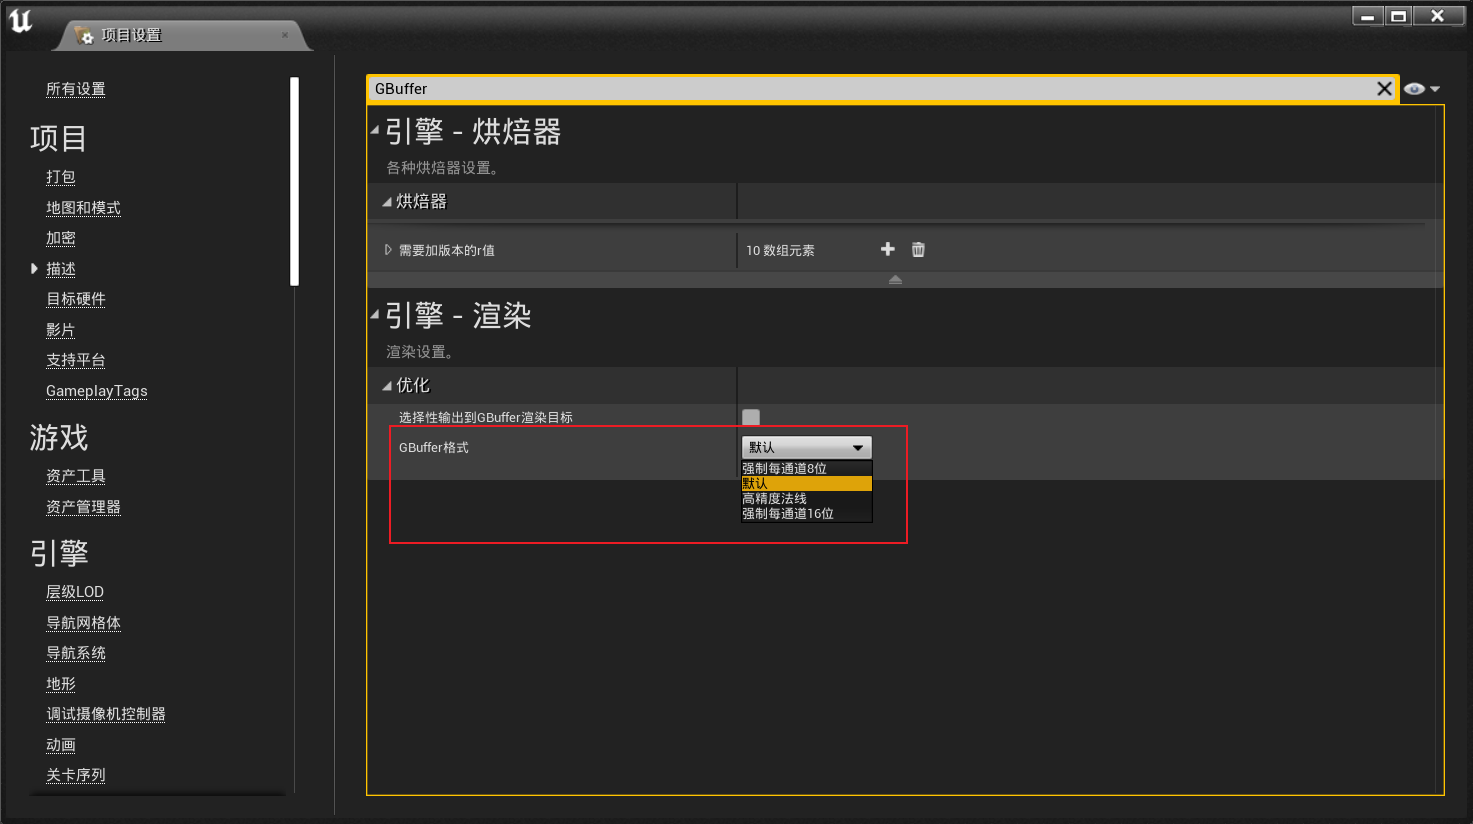 项目设置
所有设置
项目
打包
地图和模式
加密
描述
目标硬件
影片
支持平台
GameplayTags
游戏
资产工具
资产管理器
引擎
层级LOD
导航网格体
导航系统
地形
调试摄像机控制器
动画
关卡序列
GBuffer
引擎 - 烘焙器
各种烘焙器设置。
烘焙器
需要加版本的r值
10 数组元素
引擎 - 渲染
渲染设置。
优化
选择性输出到GBuffer渲染目标
GBuffer格式
默认
强制每通道8位
默认
高精度法线
强制每通道16位